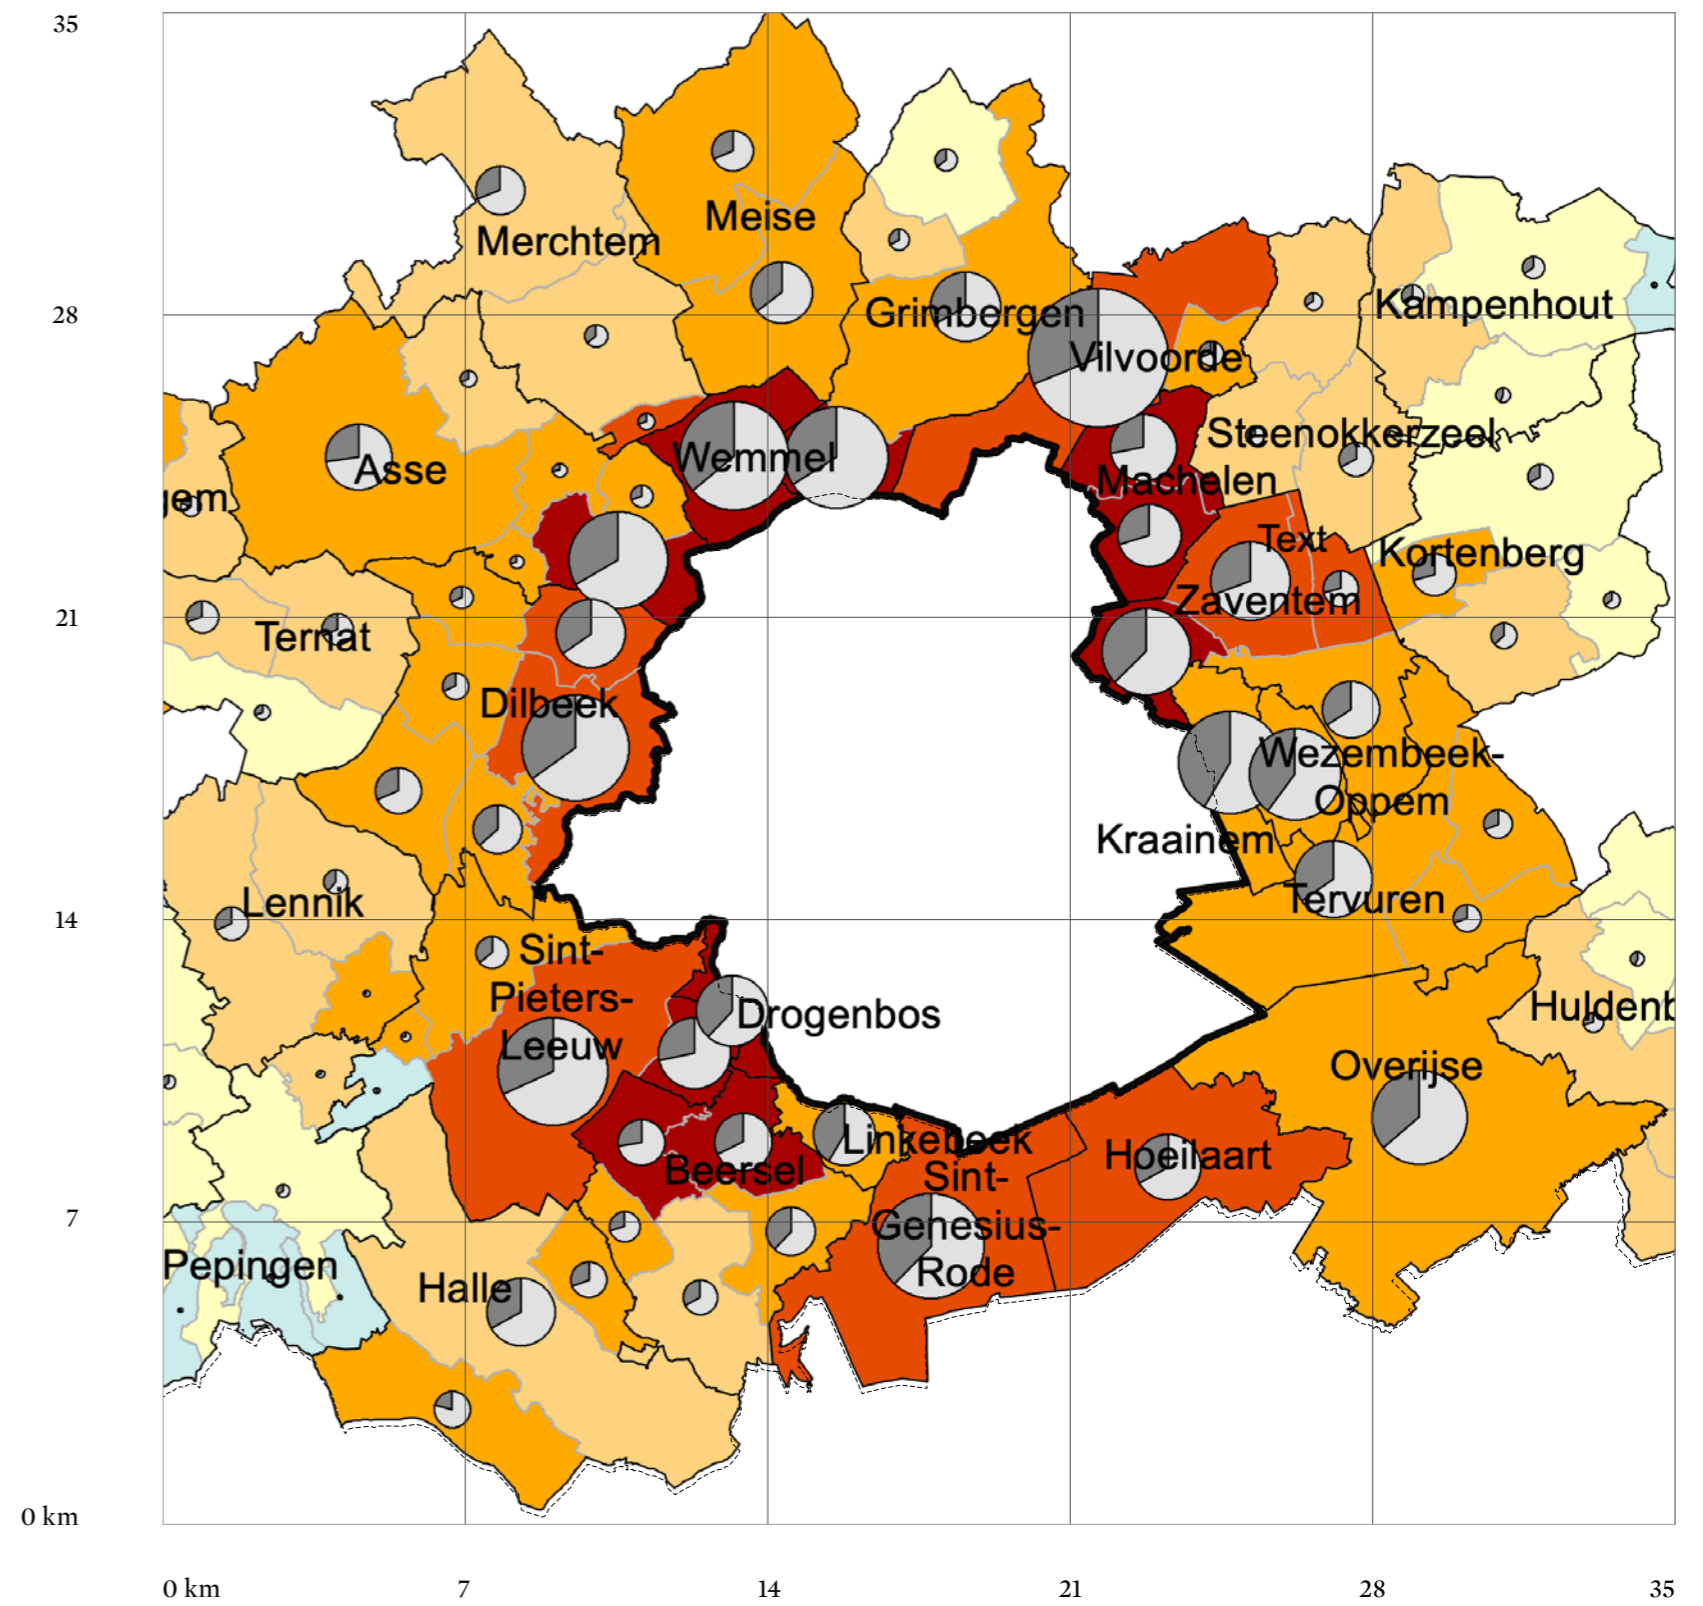 35
Meise
Merchtem
28
Grimbergen
Kampenhout
Vilvoorde
Steenokkerzeel
Wemmel
Asse
Machelen
gem
Text
Kortenberg
Zaventem
21
Ternat
Dilbeek
Wezembeek-
Oppem
Kraainem
Lennik
Tervuren
14
Sint-
Pieters-
Leeuw
Drogenbos
Huldenb
Overijse
Linkebeek
Hoeilaart
Beersel
Sint-
Genesius-
Rode
7
Pepingen
Halle
0 km
0 km 7 14 21 28 35